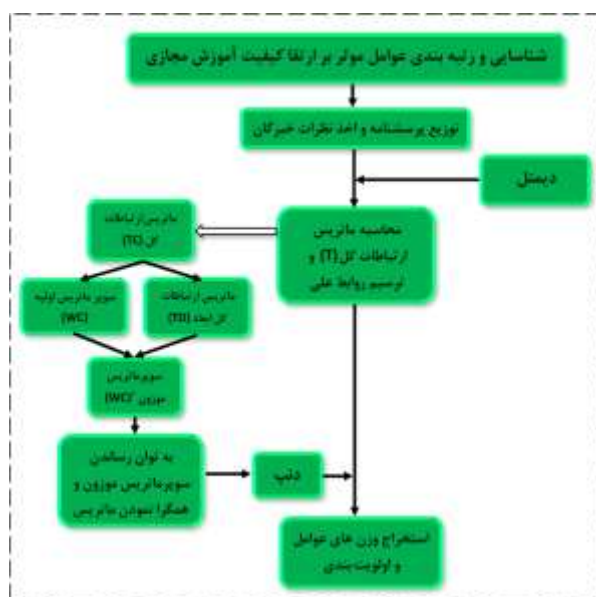 شناسایی و رتبه بندی عوامل موثر بر ارتقا کیفیت آموزش مجازی
توزیع پرسشنامه و اخذ نظرات خبرگان
دیمتل
محاسبه ماتریس
ارتباطات کل(T) و
ترسیم روابط علی
ماتریس ارتباطات
کل (TC)
ماتریس ارتباطات
کل ابعاد (TD)
سوپر ماتریس اولیه
(WC)
سوپرماتریس
موزون (WC)*
به توان رساندن
سوپرماتریس موزون و
همگرا نمودن ماتریس
دنپ
استخراج وزن های عوامل
و اولویت بندی